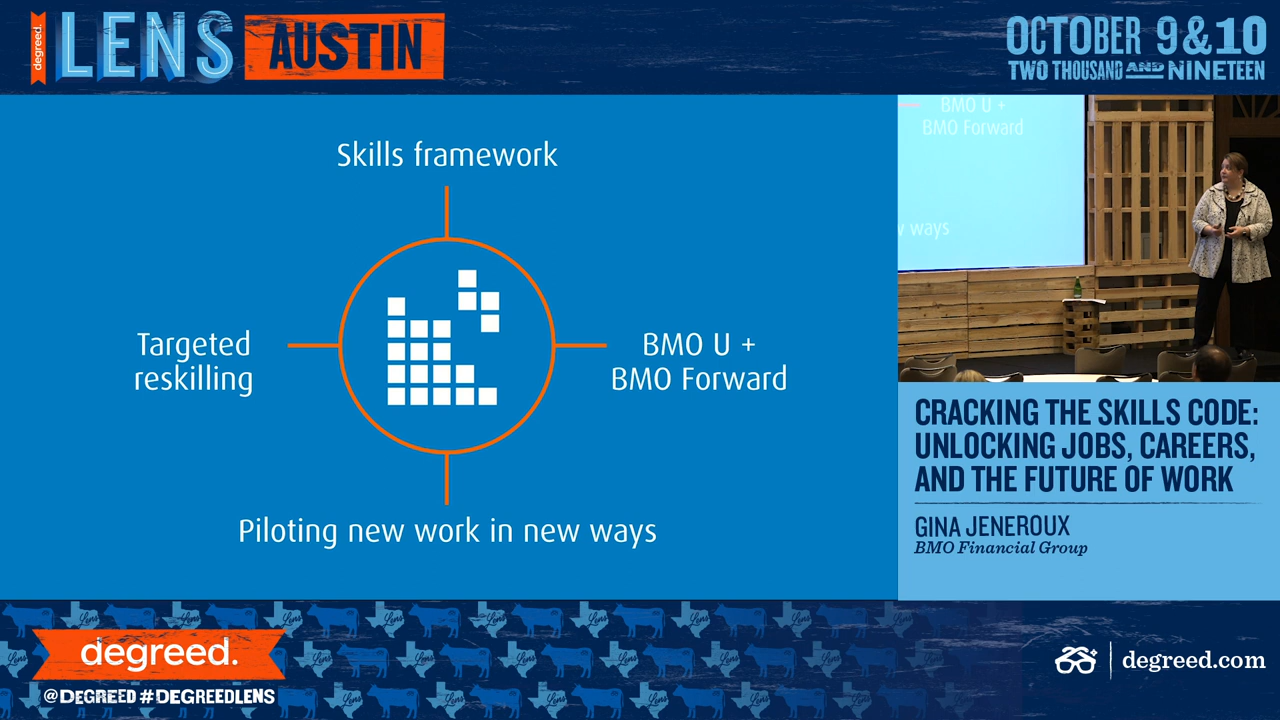 degreed.
LENS
AUSTIN
OCTOBER 9&10
TWO THOUSAND AND NINETEEN
Skills framework
Targeted
reskilling
BMO U +
BMO Forward
Piloting new work in new ways
BMO U +
BMO Forward
ways
CRACKING THE SKILLS CODE:
UNLOCKING JOBS, CAREERS,
AND THE FUTURE OF WORK
GINA JENEROUX
BMO Financial Group
degreed.
@DEGREED #DEGREEDLENS
Lens
degreed.com